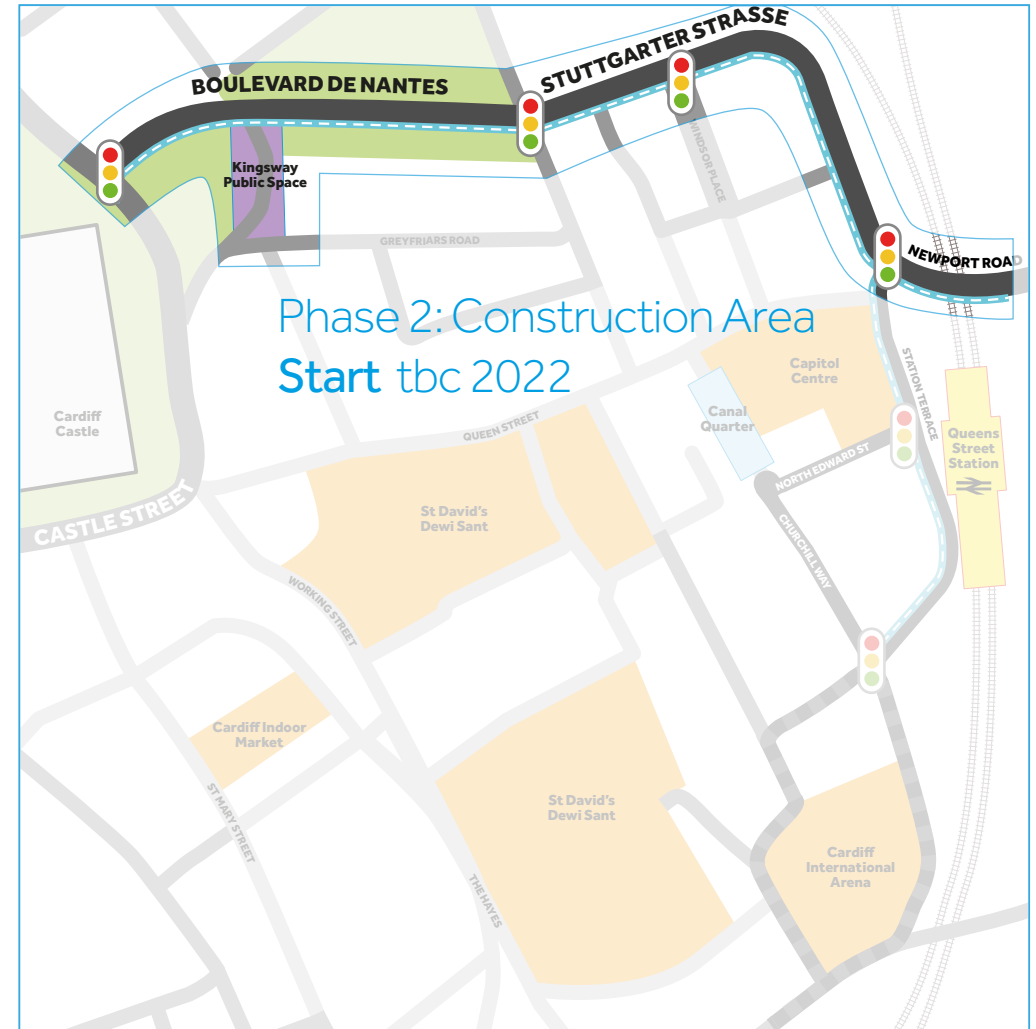 STUTTGARTER STRASSE
BOULEVARD DE NANTES
Kingsway
Public Space
WINDSOR PLACE
GREYFRIARS ROAD
NEWPORT ROAD
Phase 2: Construction Area
Start tbc 2022
Capitol
Centre
STATION TERRACE
Cardiff
Castle
Canal
Quarter
QUEEN STREET
Queens
Street
Station
NORTH EDWARD ST
CASTLE STREET
St David's
Dewi Sant
CHURCHILL WAY
WORKING STREET
Cardiff Indoor
Market
ST MARY STREET
St David's
Dewi Sant
Cardiff
International
Arena
THE HAYES